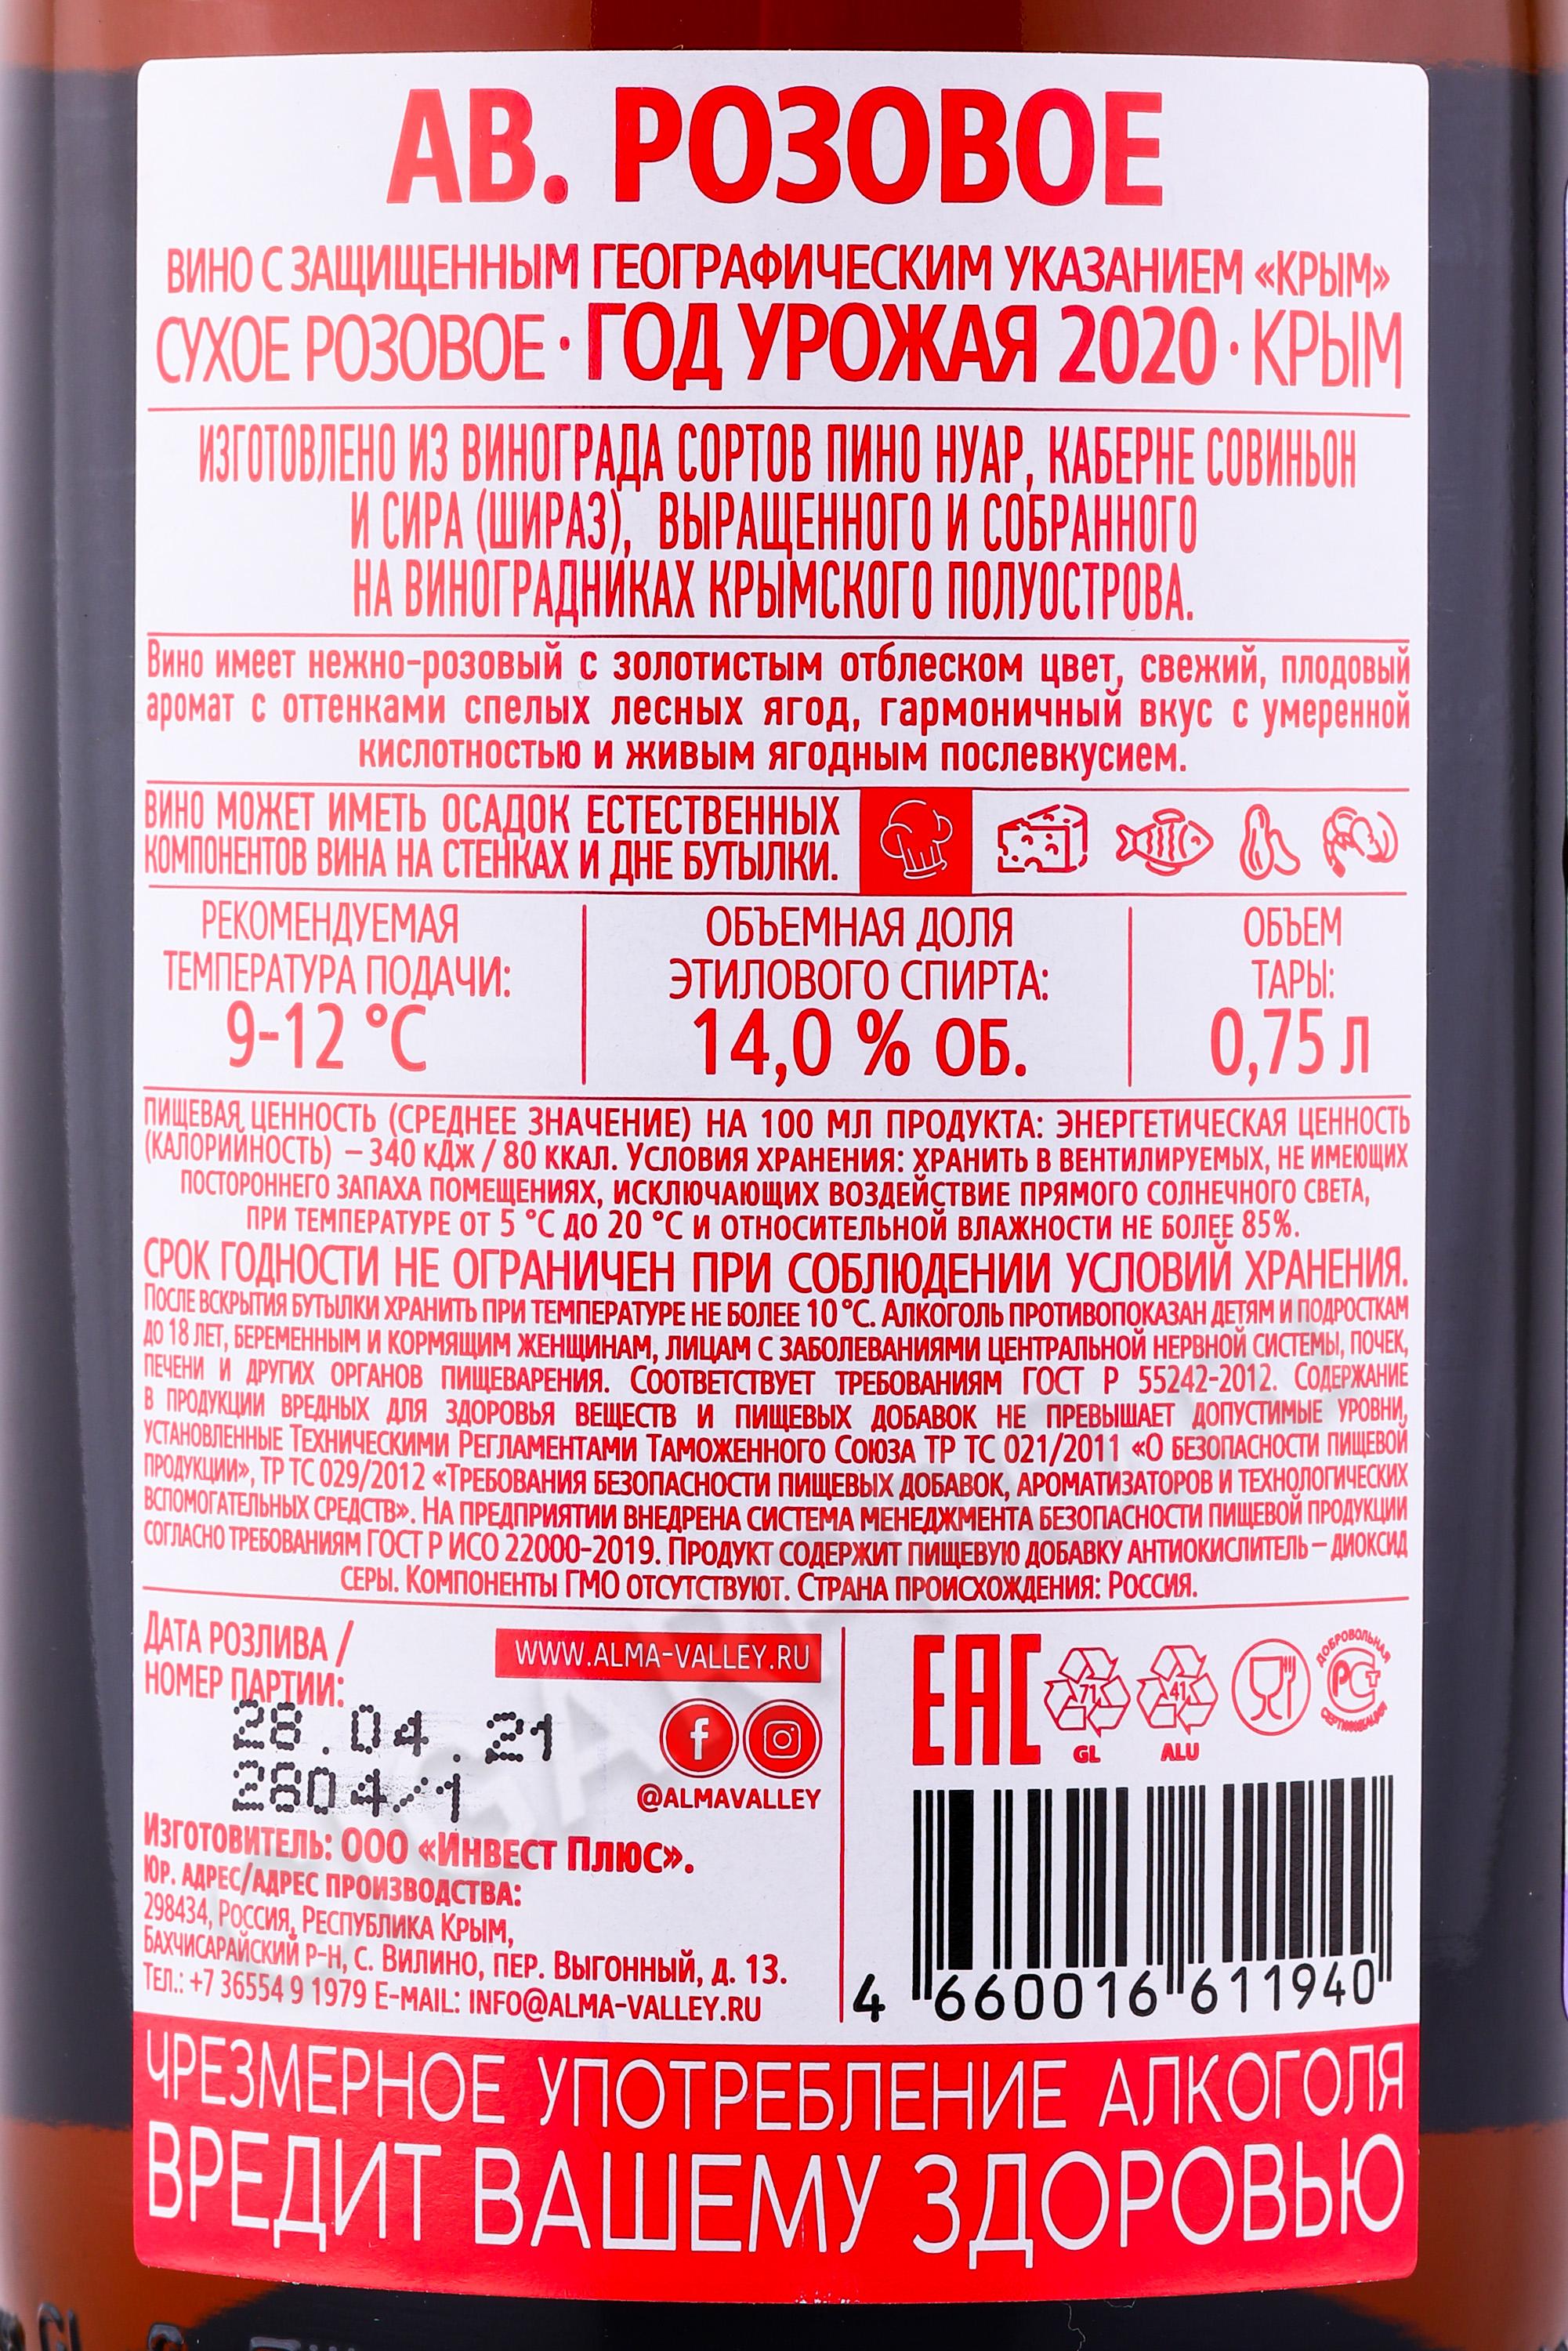 АВ. РОЗОВОЕ
ВИНО С ЗАЩИЩЕННЫМ ГЕОГРАФИЧЕСКИМ УКАЗАНИЕМ «КРЫМ»
СУХОЕ РОЗОВОЕ · ГОД УРОЖАЯ 2020 · КРЫМ
ИЗГОТОВЛЕНО ИЗ ВИНОГРАДА СОРТОВ ПИНО НУАР, КАБЕРНЕ СОВИНЬОН
И СИРА (ШИРАЗ), ВЫРАЩЕННОГО И СОБРАННОГО
НА ВИНОГРАДНИКАХ КРЫМСКОГО ПОЛУОСТРОВА.
Вино имеет нежно-розовый с золотистым отблеском цвет, свежий, плодовый
аромат с оттенками спелых лесных ягод, гармоничный вкус с умеренной
кислотностью и живым ягодным послевкусием.
ВИНО МОЖЕТ ИМЕТЬ ОСАДОК ЕСТЕСТВЕННЫХ
КОМПОНЕНТОВ ВИНА НА СТЕНКАХ И ДНЕ БУТЫЛКИ.
РЕКОМЕНДУЕМАЯ
ТЕМПЕРАТУРА ПОДАЧИ:
9-12 °C
ОБЪЕМНАЯ ДОЛЯ
ЭТИЛОВОГО СПИРТА:
14,0 % ОБ.
ОБЪЕМ
ТАРЫ:
0,75 Л
ПИЩЕВАЯ ЦЕННОСТЬ (СРЕДНЕЕ ЗНАЧЕНИЕ) НА 100 МЛ ПРОДУКТА: ЭНЕРГЕТИЧЕСКАЯ ЦЕННОСТЬ
(КАЛОРИЙНОСТЬ) – 340 КДЖ / 80 ККАЛ. УСЛОВИЯ ХРАНЕНИЯ: ХРАНИТЬ В ВЕНТИЛИРУЕМЫХ, НЕ ИМЕЮЩИХ
ПОСТОРОННЕГО ЗАПАХА ПОМЕЩЕНИЯХ, ИСКЛЮЧАЮЩИХ ВОЗДЕЙСТВИЕ ПРЯМОГО СОЛНЕЧНОГО СВЕТА,
ПРИ ТЕМПЕРАТУРЕ ОТ 5 °C ДО 20 °C И ОТНОСИТЕЛЬНОЙ ВЛАЖНОСТИ НЕ БОЛЕЕ 85%.
СРОК ГОДНОСТИ НЕ ОГРАНИЧЕН ПРИ СОБЛЮДЕНИИ УСЛОВИЙ ХРАНЕНИЯ.
ПОСЛЕ ВСКРЫТИЯ БУТЫЛКИ ХРАНИТЬ ПРИ ТЕМПЕРАТУРЕ НЕ БОЛЕЕ 10 °C. АЛКОГОЛЬ ПРОТИВОПОКАЗАН ДЕТЯМ И ПОДРОСТКАМ
ДО 18 ЛЕТ, БЕРЕМЕННЫМ И КОРМЯЩИМ ЖЕНЩИНАМ, ЛИЦАМ С ЗАБОЛЕВАНИЯМИ ЦЕНТРАЛЬНОЙ НЕРВНОЙ СИСТЕМЫ, ПОЧЕК,
ПЕЧЕНИ И ДРУГИХ ОРГАНОВ ПИЩЕВАРЕНИЯ. СООТВЕТСТВУЕТ ТРЕБОВАНИЯМ ГОСТ Р 55242-2012. СОДЕРЖАНИЕ
В ПРОДУКЦИИ ВРЕДНЫХ ДЛЯ ЗДОРОВЬЯ ВЕЩЕСТВ И ПИЩЕВЫХ ДОБАВОК НЕ ПРЕВЫШАЕТ ДОПУСТИМЫЕ УРОВНИ,
УСТАНОВЛЕННЫЕ ТЕХНИЧЕСКИМИ РЕГЛАМЕНТАМИ ТАМОЖЕННОГО СОЮЗА ТР ТС 021/2011 «О БЕЗОПАСНОСТИ ПИЩЕВОЙ
ПРОДУКЦИИ», ТР ТС 029/2012 «ТРЕБОВАНИЯ БЕЗОПАСНОСТИ ПИЩЕВЫХ ДОБАВОК, АРОМАТИЗАТОРОВ И ТЕХНОЛОГИЧЕСКИХ
ВСПОМОГАТЕЛЬНЫХ СРЕДСТВ». НА ПРЕДПРИЯТИИ ВНЕДРЕНА СИСТЕМА МЕНЕДЖМЕНТА БЕЗОПАСНОСТИ ПИЩЕВОЙ ПРОДУКЦИИ
СОГЛАСНО ТРЕБОВАНИЯМ ГОСТ Р ИСО 22000-2019. ПРОДУКТ СОДЕРЖИТ ПИЩЕВУЮ ДОБАВКУ АНТИОКИСЛИТЕЛЬ – ДИОКСИД
СЕРЫ. КОМПОНЕНТЫ ГМО ОТСУТСТВУЮТ. СТРАНА ПРОИСХОЖДЕНИЯ: РОССИЯ.
ДАТА РОЗЛИВА /
НОМЕР ПАРТИИ:
28.04.21
2804/1
WWW.ALMA-VALLEY.RU
@ALMAVALLEY
ИЗГОТОВИТЕЛЬ: ООО «ИНВЕСТ ПЛЮС».
ЮР. АДРЕС/АДРЕС ПРОИЗВОДСТВА:
298434, РОССИЯ, РЕСПУБЛИКА КРЫМ,
БАХЧИСАРАЙСКИЙ Р-Н, С. ВИЛИНО, ПЕР. ВЫГОННЫЙ, Д. 13.
ТЕЛ.: +7 36554 9 1979 E-MAIL: INFO@ALMA-VALLEY.RU
ЕАС
71
GL
41
ALU
ДОБРОВОЛЬНАЯ
РСТ
СЕРТИФИКАЦИЯ
4 660016 611940
ЧРЕЗМЕРНОЕ УПОТРЕБЛЕНИЕ АЛКОГОЛЯ
ВРЕДИТ ВАШЕМУ ЗДОРОВЬЮ